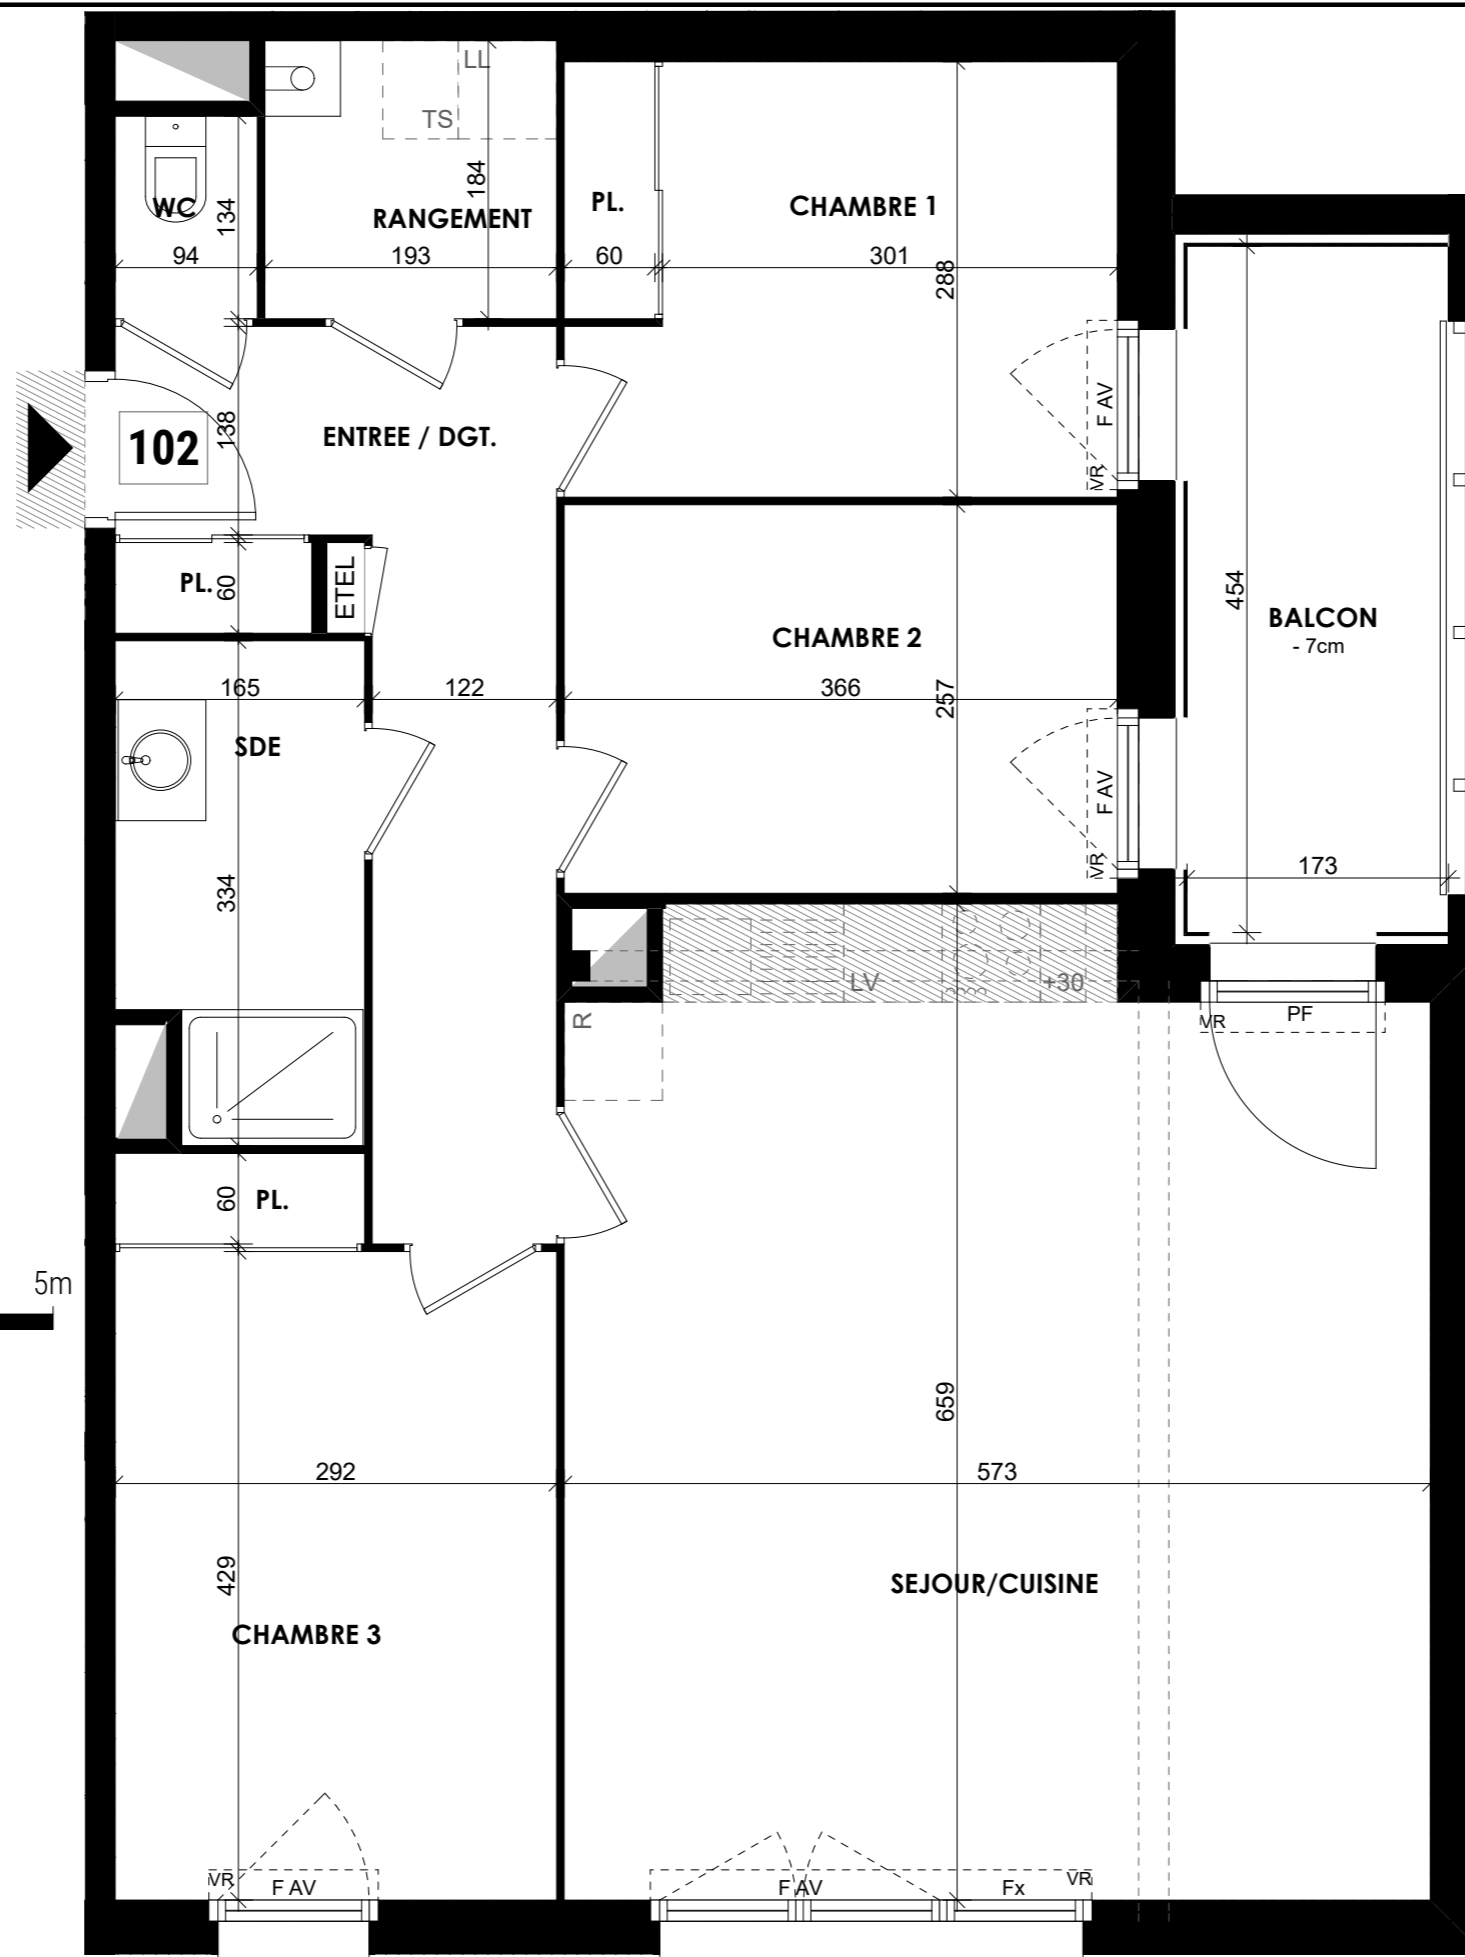 LL
TS
184
WC
134
94
RANGEMENT
193
PL.
60
CHAMBRE 1
301
288
102
138
ENTREE / DGT.
F AV
VR
PL.
60
ETEL
CHAMBRE 2
454
BALCON
- 7cm
165
122
366
257
SDE
F AV
VR
173
334
LV
+30
R
VR
PF
60
PL.
5m
659
292
573
429
SEJOUR/CUISINE
CHAMBRE 3
VR
F AV
F AV
Fx
VR